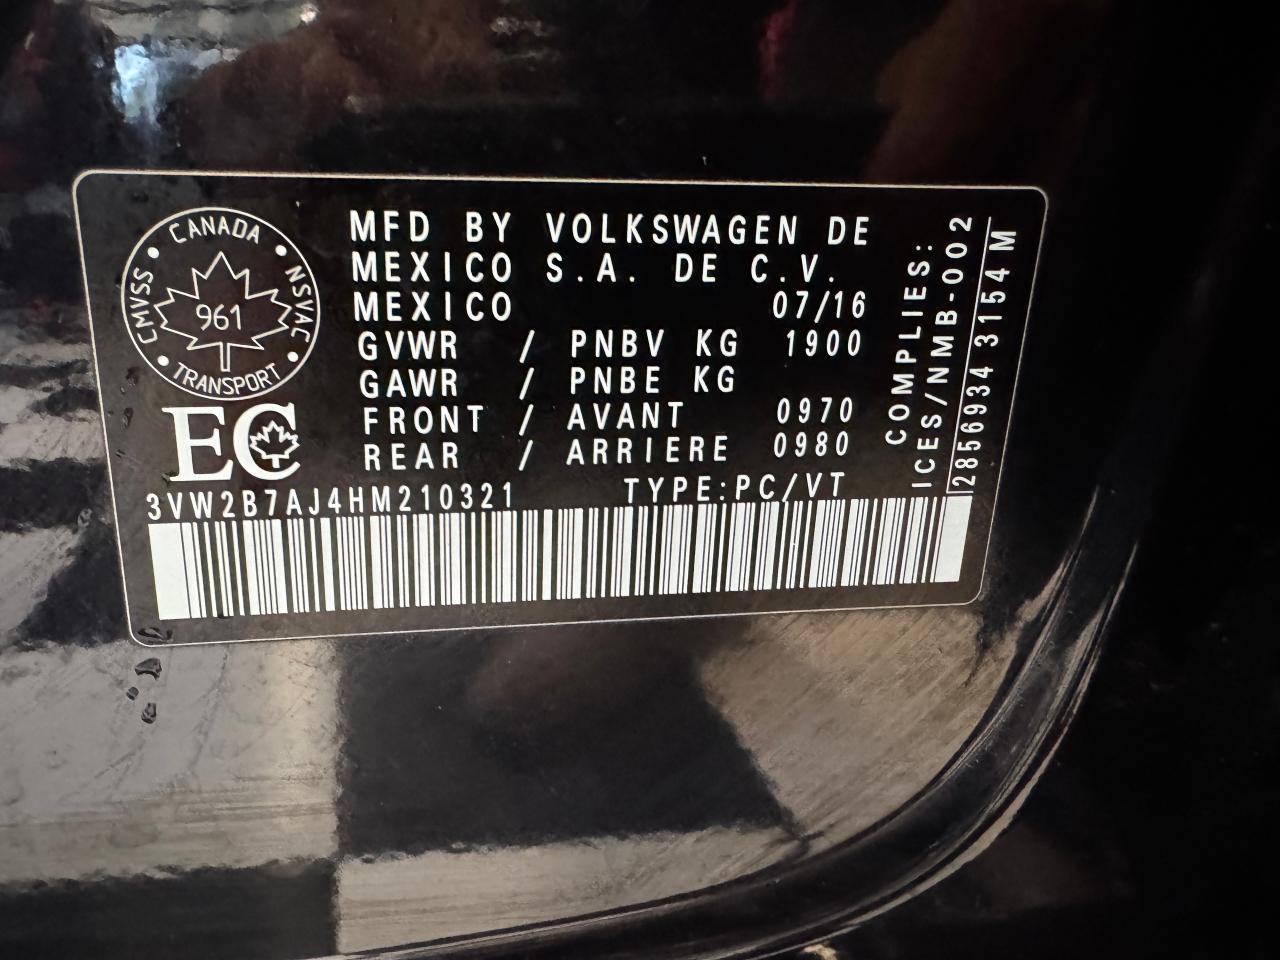 CANADA
CMVSS
NSVAC
961
TRANSPORT
EC
MFD BY VOLKSWAGEN DE
MEXICO S.A. DE C.V.
MEXICO 07/16
GVWR / PNBV KG 1900
GAWR / PNBE KG
FRONT / AVANT 0970
REAR / ARRIERE 0980
3VW2B7AJ4HM210321 TYPE:PC/VT
COMPLIES:
ICES/NMB-002
2856934 3154 M